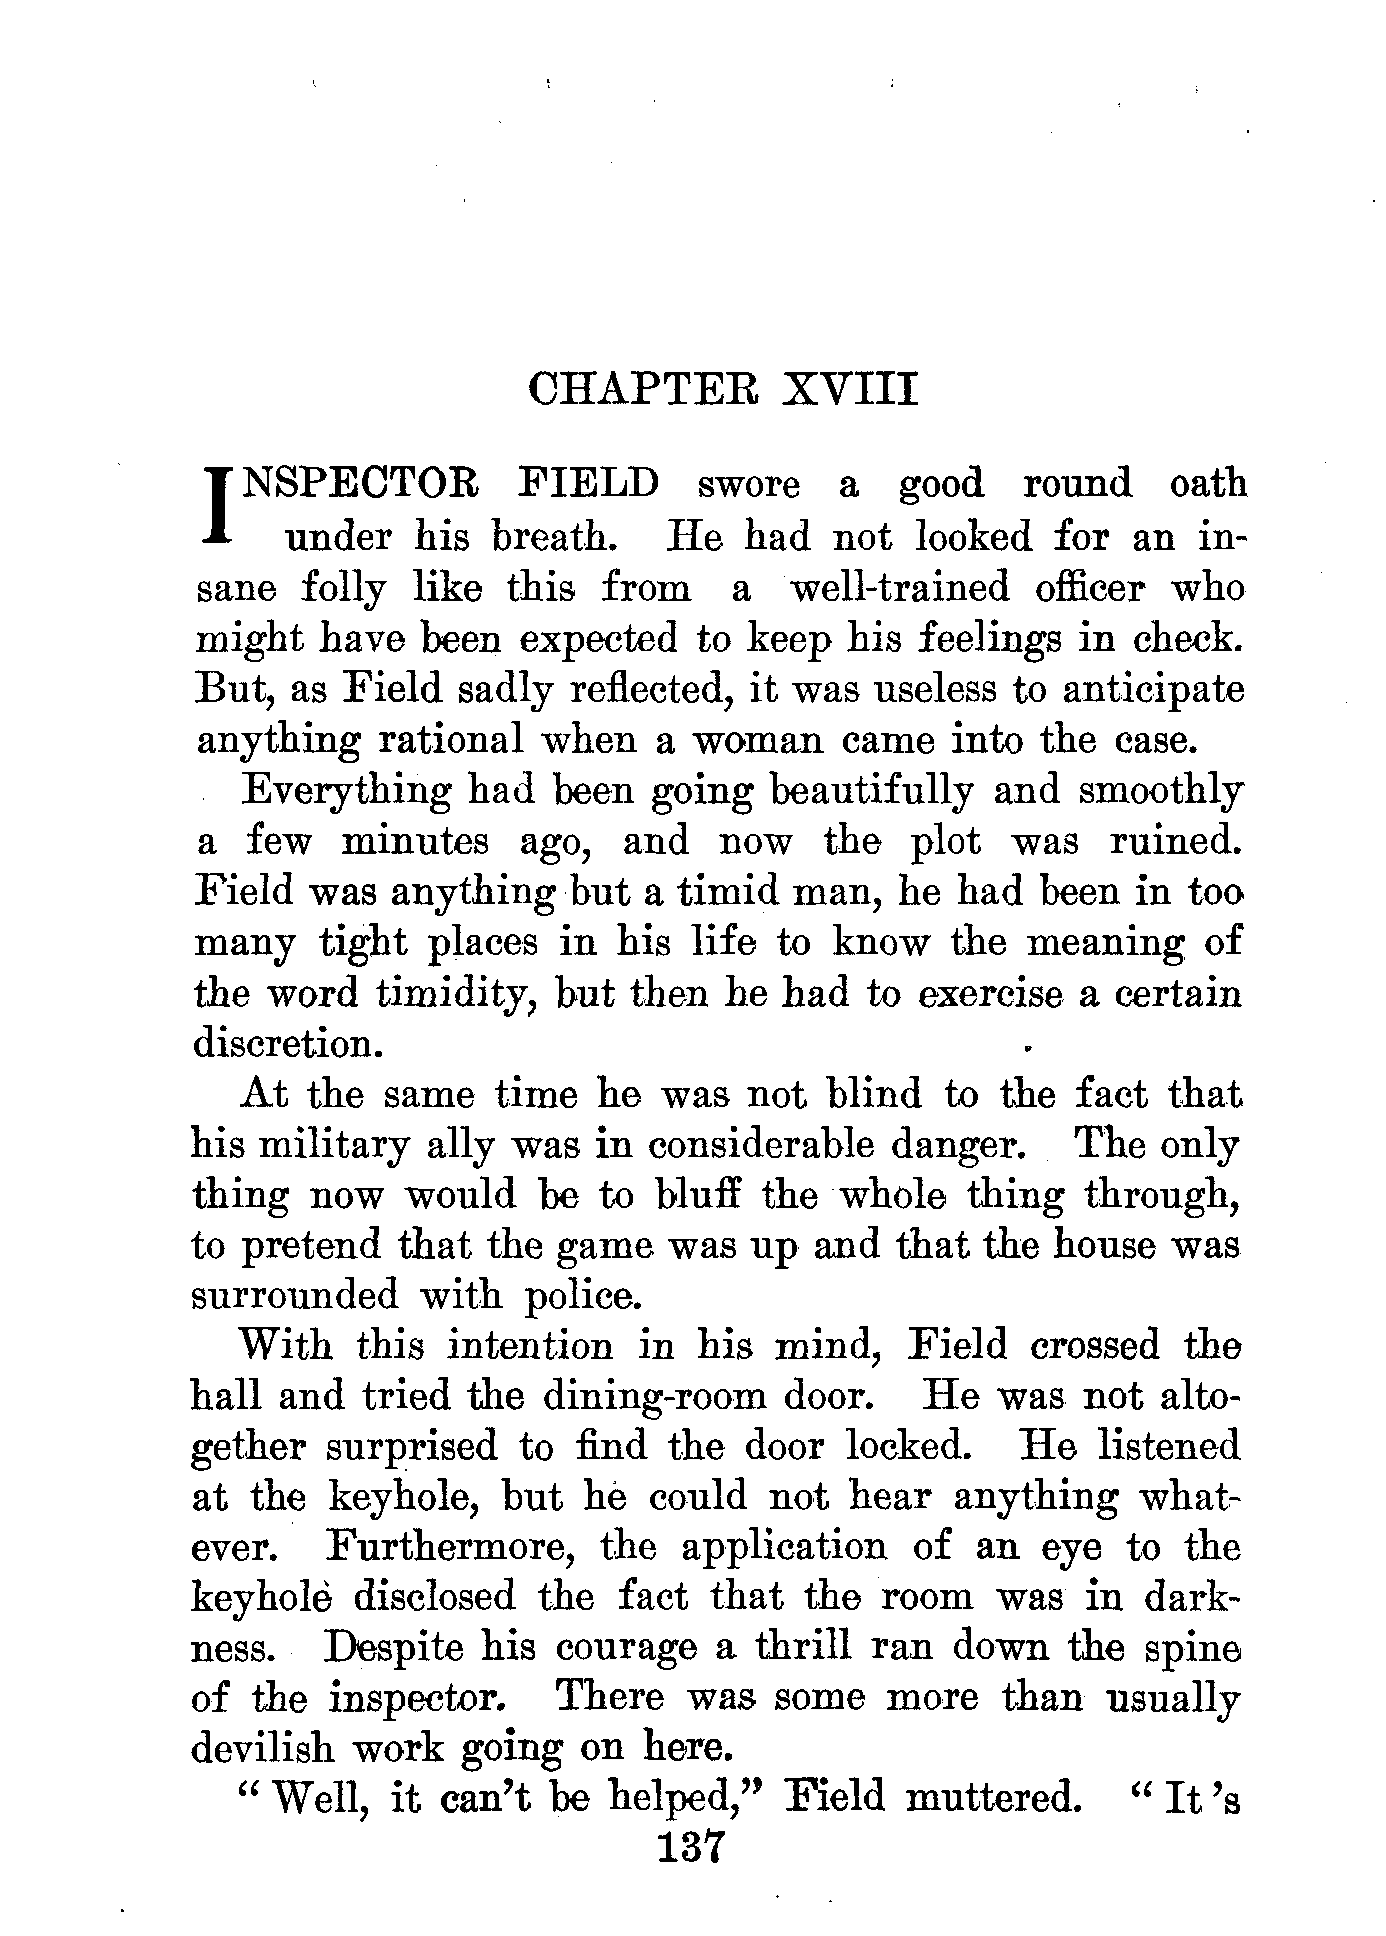 CHAPTER XVIII
INSPECTOR FIELD swore a good round oath
under his breath. He had not looked for an in-
sane folly like this from a well-trained officer who
might have been expected to keep his feelings in check.
But, as Field sadly reflected, it was useless to anticipate
anything rational when a woman came into the case.
Everything had been going beautifully and smoothly
a few minutes ago, and now the plot was ruined.
Field was anything but a timid man, he had been in too
many tight places in his life to know the meaning of
the word timidity, but then he had to exercise a certain
discretion.
At the same time he was not blind to the fact that
his military ally was in considerable danger. The only
thing now would be to bluff the whole thing through,
to pretend that the game was up and that the house was
surrounded with police.
With this intention in his mind, Field crossed the
hall and tried the dining-room door. He was not alto-
gether surprised to find the door locked. He listened
at the keyhole, but he could not hear anything what-
ever. Furthermore, the application of an eye to the
keyhole disclosed the fact that the room was in dark-
ness. Despite his courage a thrill ran down the spine
of the inspector. There was some more than usually
devilish work going on here.
“Well, it can’t be helped,” Field muttered. “It’s
137